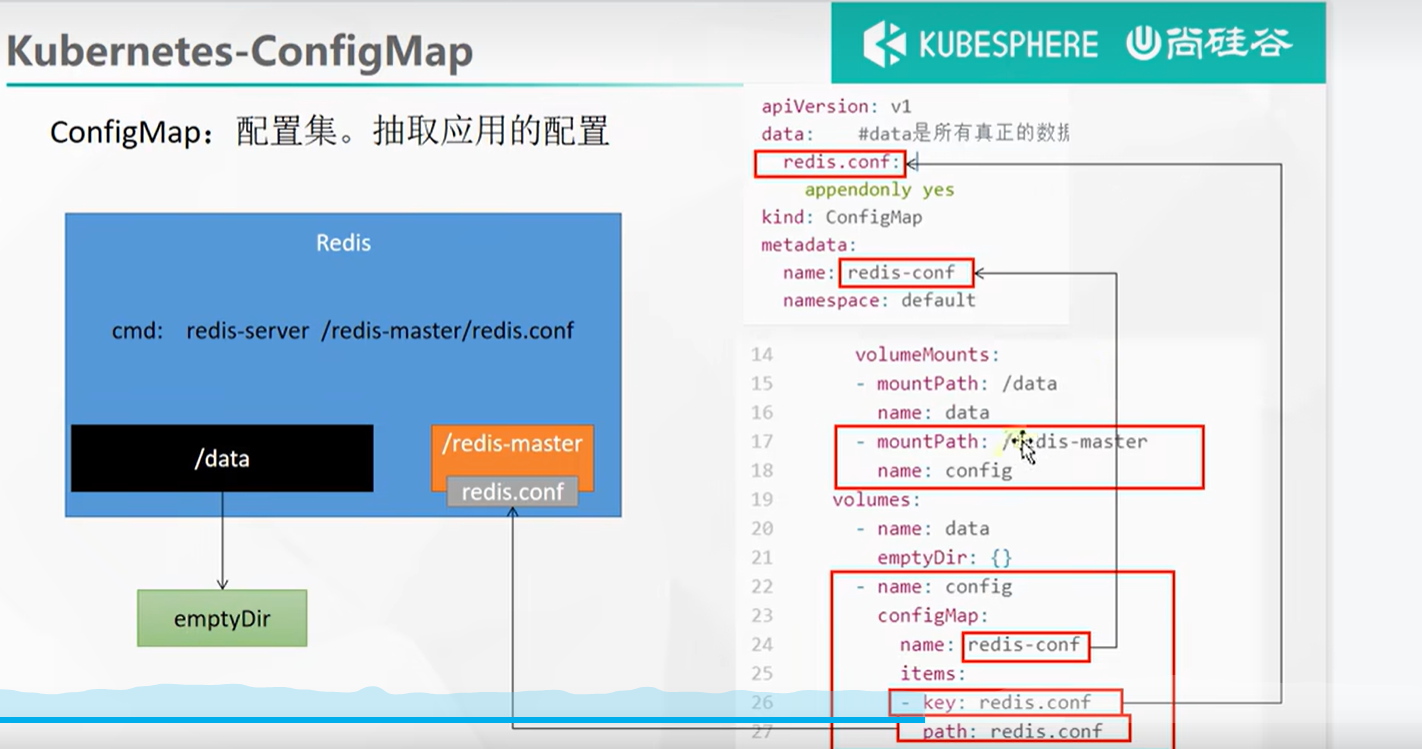 Kubernetes-ConfigMap
KUBESPHERE 尚硅谷
ConfigMap：配置集。抽取应用的配置
Redis
cmd: redis-server /redis-master/redis.conf
/data
/redis-master
redis.conf
emptyDir
apiVersion: v1
data: #data是所有真正的数据
redis.conf:
appendonly yes
kind: ConfigMap
metadata:
name: redis-conf
namespace: default
14 volumeMounts:
15 - mountPath: /data
16 name: data
17 - mountPath: /redis-master
18 name: config
19 volumes:
20 - name: data
21 emptyDir: {}
22 - name: config
23 configMap:
24 name: redis-conf
25 items:
26 - key: redis.conf
27 path: redis.conf